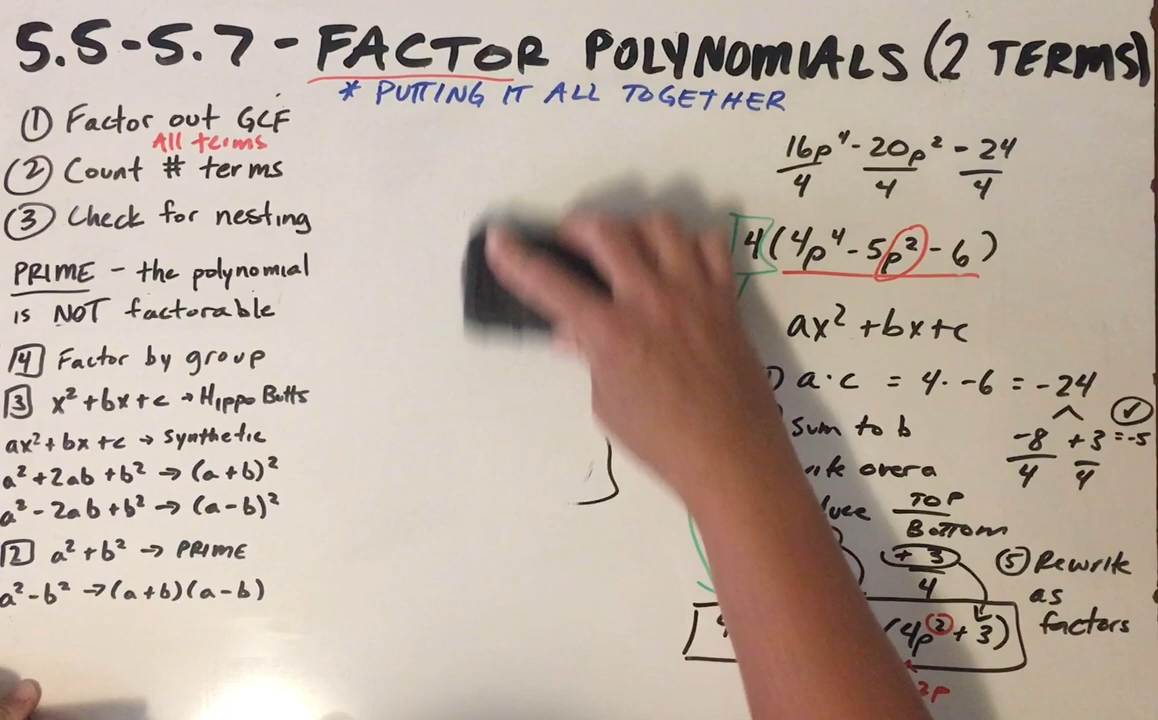 5.5-5.7 - FACTOR POLYNOMIALS (2 TERMS)
* PUTTING IT ALL TOGETHER
① Factor out GCF
All terms
② Count # terms
③ Check for nesting
PRIME - the polynomial
is NOT factorable
4 Factor by group
3 x² + bx + c → Hippo Butts
ax² + bx + c → Synthetic
a² + 2ab + b² → (a+b)²
a² - 2ab + b² → (a-b)²
2 a² + b² → PRIME
a² - b² → (a+b)(a-b)
16p⁴ - 20p² - 24
4 4 4
4(4p⁴ - 5p² - 6)
ax² + bx + c
) a · c = 4 · -6 = -24
sum to b
-8 + 3 = -5 ✓
4 4
over a
TOP
Bottom
+ 3
4
⑤ Rewrite
as
factors
(4p² + 3)